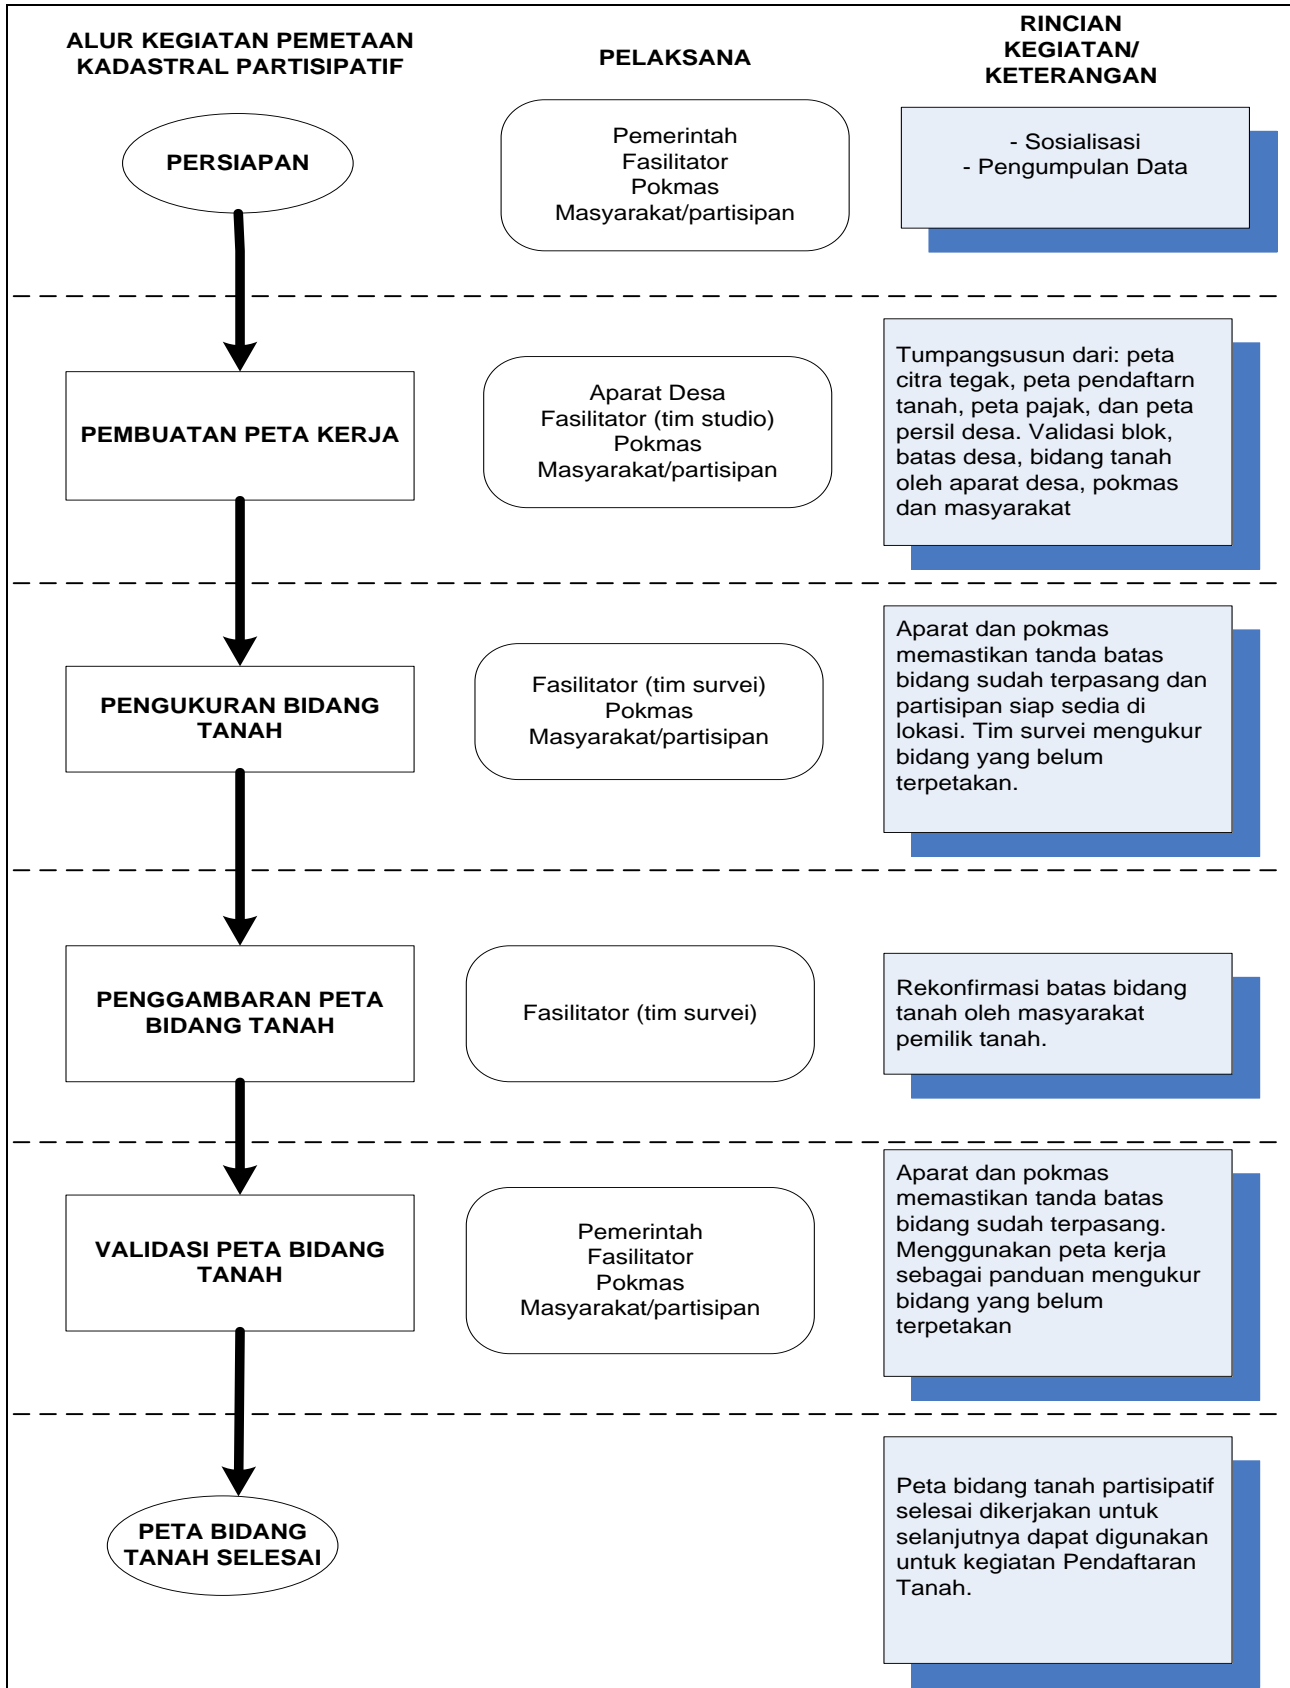 ALUR KEGIATAN PEMETAAN
KADASTRAL PARTISIPATIF
PELAKSANA
RINCIAN
KEGIATAN/
KETERANGAN
PERSIAPAN
Pemerintah
Fasilitator
Pokmas
Masyarakat/partisipan
- Sosialisasi
- Pengumpulan Data
PEMBUATAN PETA KERJA
Aparat Desa
Fasilitator (tim studio)
Pokmas
Masyarakat/partisipan
Tumpangsusun dari: peta
citra tegak, peta pendaftarn
tanah, peta pajak, dan peta
persil desa. Validasi blok,
batas desa, bidang tanah
oleh aparat desa, pokmas
dan masyarakat
PENGUKURAN BIDANG
TANAH
Fasilitator (tim survei)
Pokmas
Masyarakat/partisipan
Aparat dan pokmas
memastikan tanda batas
bidang sudah terpasang dan
partisipan siap sedia di
lokasi. Tim survei mengukur
bidang yang belum
terpetakan.
PENGGAMBARAN PETA
BIDANG TANAH
Fasilitator (tim survei)
Rekonfirmasi batas bidang
tanah oleh masyarakat
pemilik tanah.
VALIDASI PETA BIDANG
TANAH
Pemerintah
Fasilitator
Pokmas
Masyarakat/partisipan
Aparat dan pokmas
memastikan tanda batas
bidang sudah terpasang.
Menggunakan peta kerja
sebagai panduan mengukur
bidang yang belum
terpetakan
PETA BIDANG
TANAH SELESAI
Peta bidang tanah partisipatif
selesai dikerjakan untuk
selanjutnya dapat digunakan
untuk kegiatan Pendaftaran
Tanah.